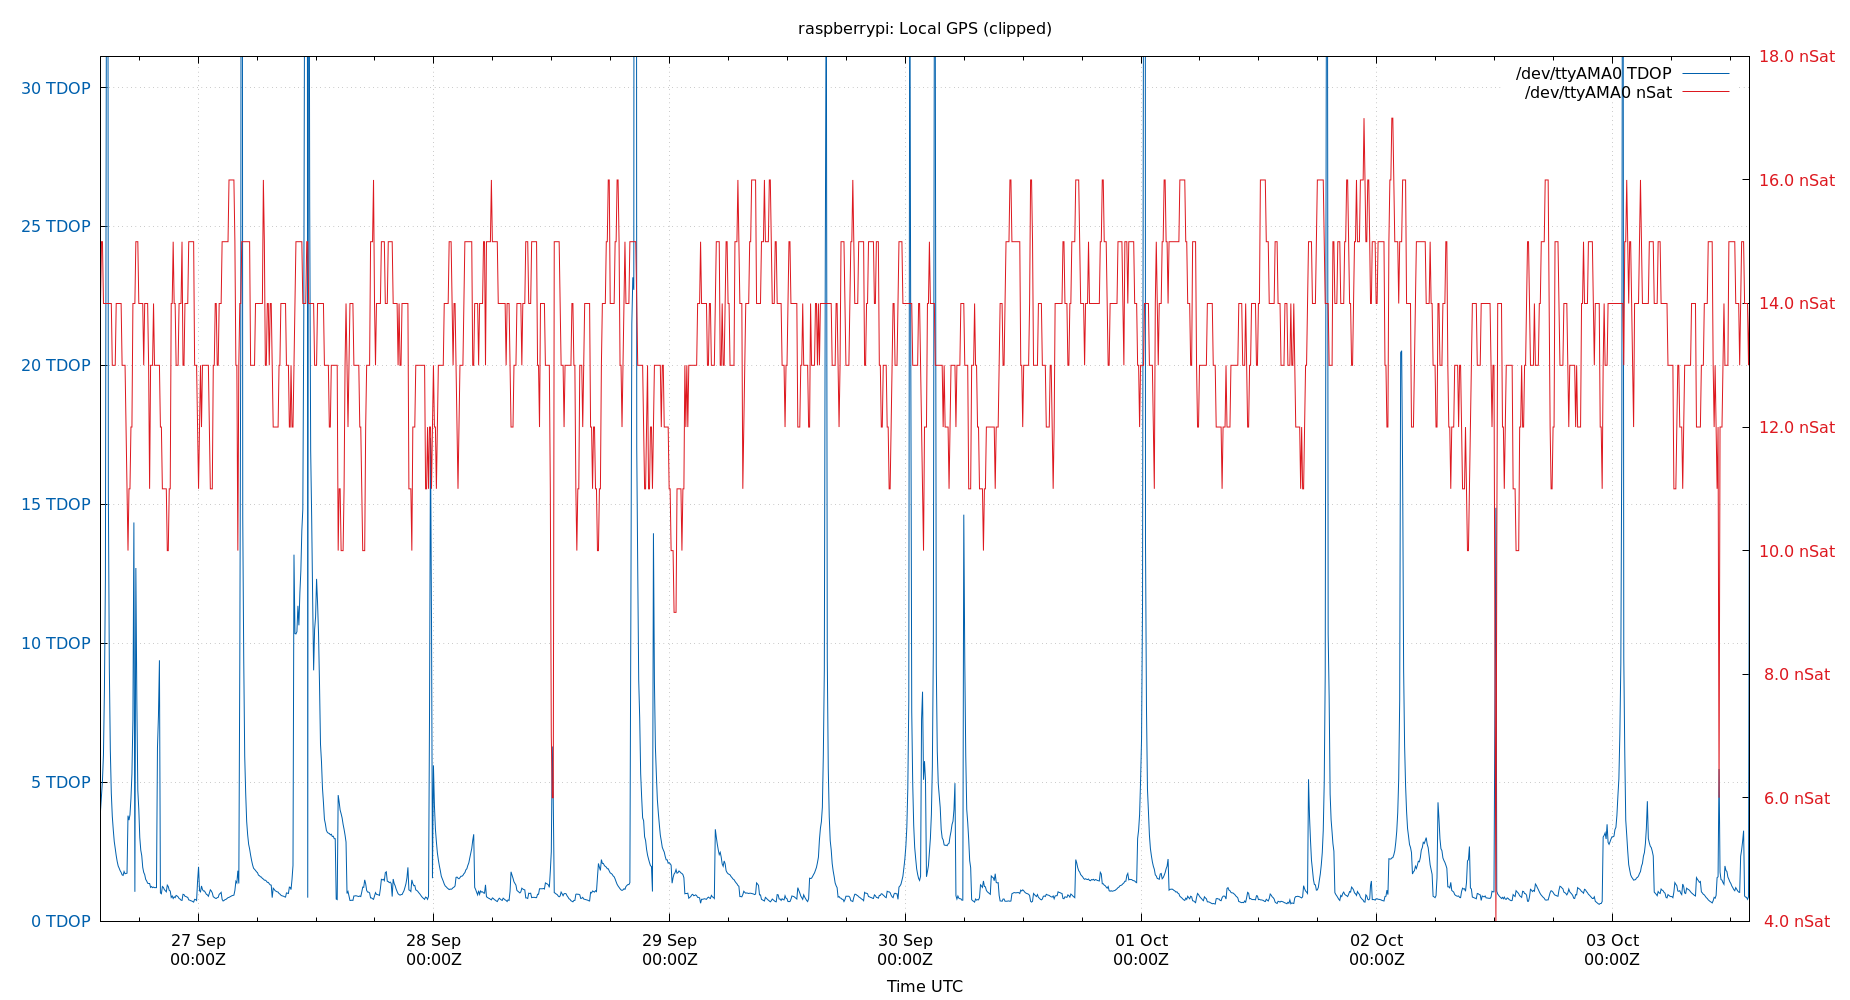 raspberrypi: Local GPS (clipped)
/dev/ttyAMA0 TDOP
/dev/ttyAMA0 nSat
30 TDOP
25 TDOP
20 TDOP
15 TDOP
10 TDOP
5 TDOP
0 TDOP
18.0 nSat
16.0 nSat
14.0 nSat
12.0 nSat
10.0 nSat
8.0 nSat
6.0 nSat
4.0 nSat
27 Sep
00:00Z
28 Sep
00:00Z
29 Sep
00:00Z
30 Sep
00:00Z
01 Oct
00:00Z
02 Oct
00:00Z
03 Oct
00:00Z
Time UTC